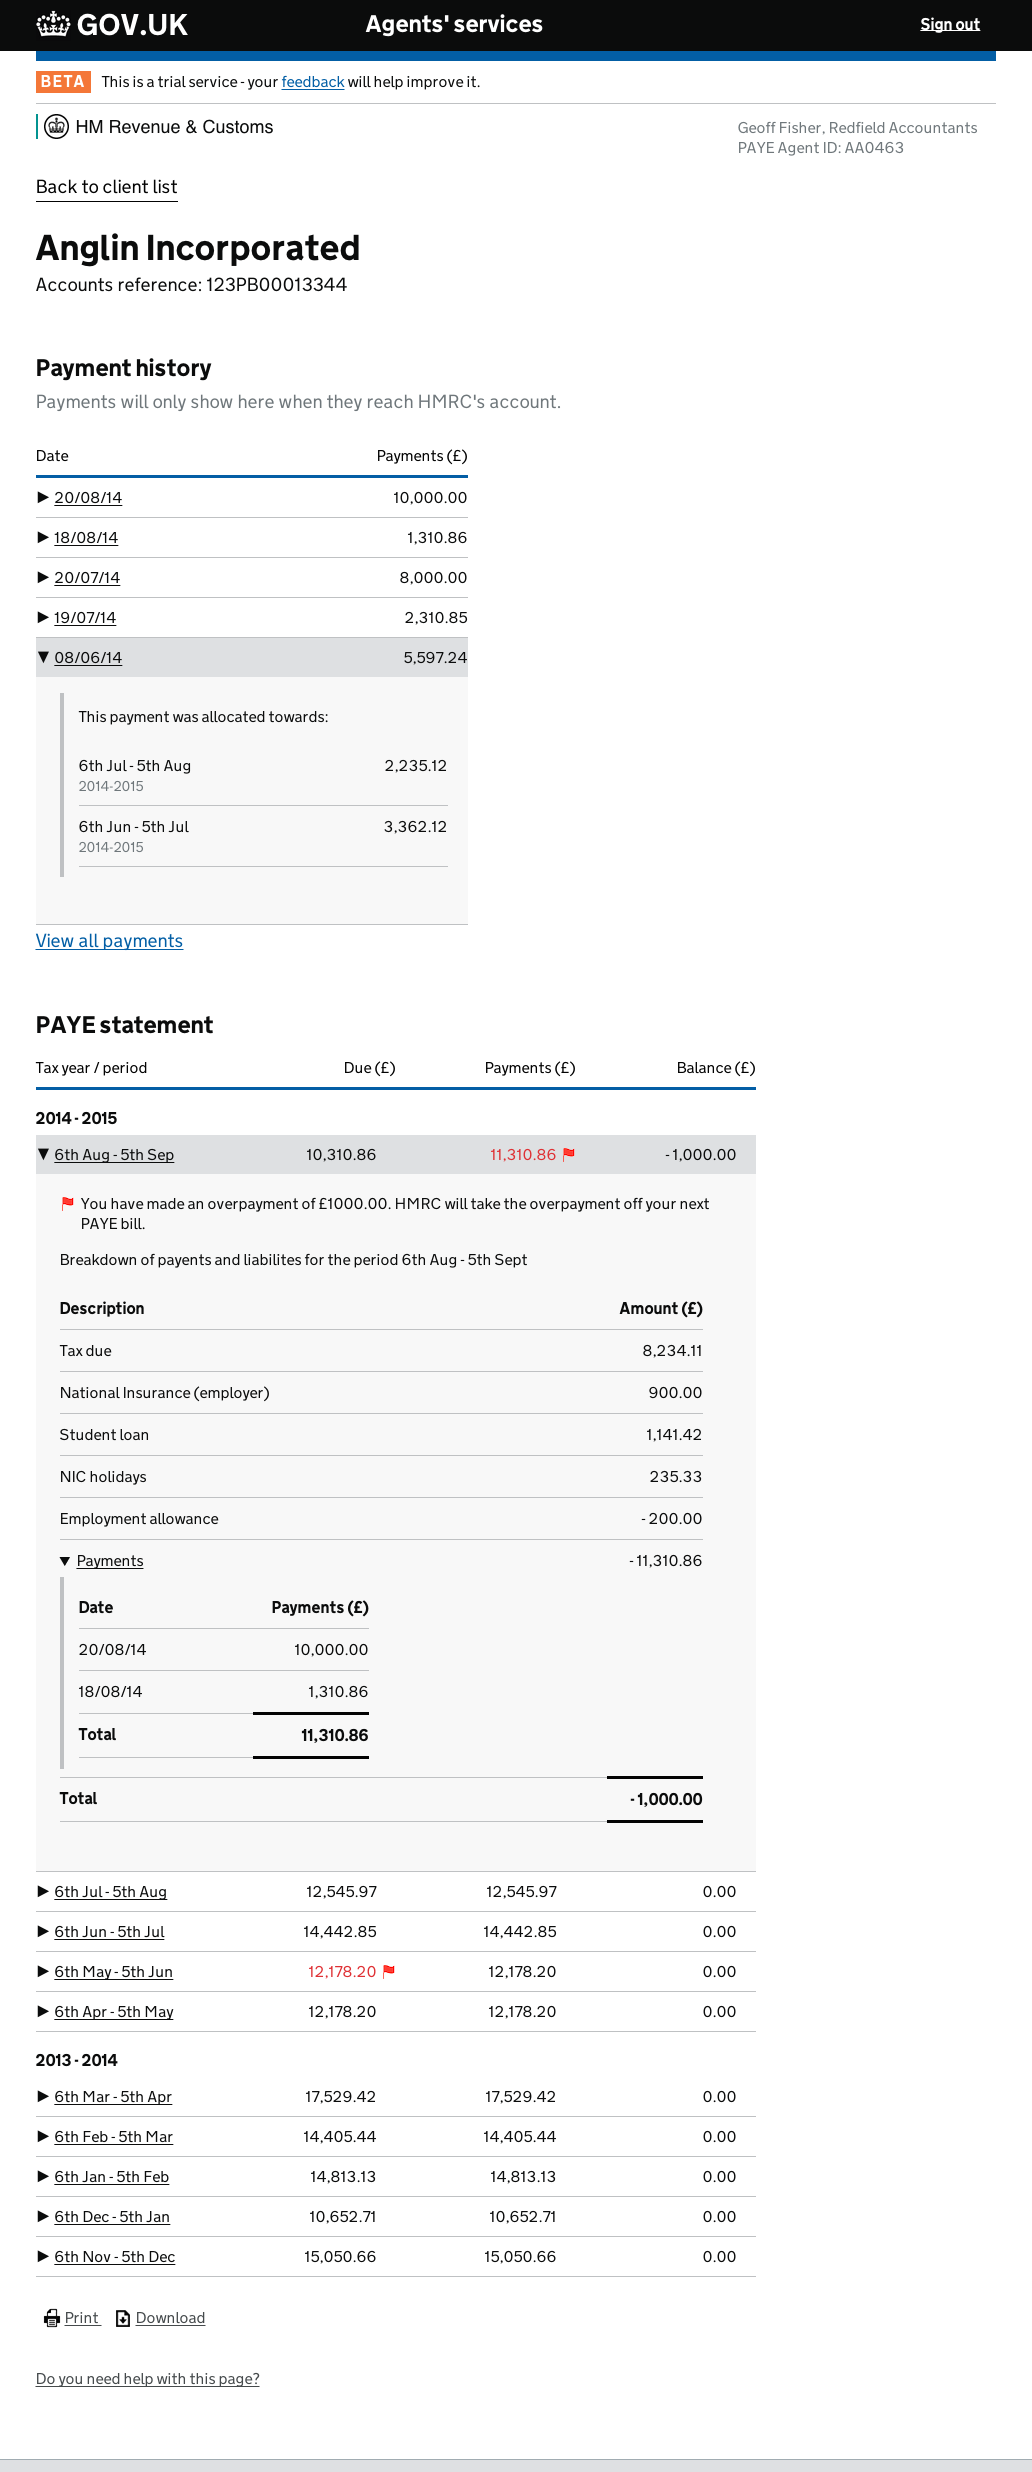 GOV.UK Agents' services Sign out
BETA This is a trial service - your feedback will help improve it.
HM Revenue & Customs
Geoff Fisher, Redfield Accountants
PAYE Agent ID: AA0463
Back to client list
Anglin Incorporated
Accounts reference: 123PB00013344
Payment history
Payments will only show here when they reach HMRC's account.
Date Payments (£)
20/08/14 10,000.00
18/08/14 1,310.86
20/07/14 8,000.00
19/07/14 2,310.85
08/06/14 5,597.24
This payment was allocated towards:
6th Jul - 5th Aug 2,235.12
2014-2015
6th Jun - 5th Jul 3,362.12
2014-2015
View all payments
PAYE statement
Tax year / period Due (£) Payments (£) Balance (£)
2014 - 2015
6th Aug - 5th Sep 10,310.86 11,310.86 - 1,000.00
You have made an overpayment of £1000.00. HMRC will take the overpayment off your next
PAYE bill.
Breakdown of payents and liabilites for the period 6th Aug - 5th Sept
Description Amount (£)
Tax due 8,234.11
National Insurance (employer) 900.00
Student loan 1,141.42
NIC holidays 235.33
Employment allowance - 200.00
Payments - 11,310.86
Date Payments (£)
20/08/14 10,000.00
18/08/14 1,310.86
Total 11,310.86
Total - 1,000.00
6th Jul - 5th Aug 12,545.97 12,545.97 0.00
6th Jun - 5th Jul 14,442.85 14,442.85 0.00
6th May - 5th Jun 12,178.20 12,178.20 0.00
6th Apr - 5th May 12,178.20 12,178.20 0.00
2013 - 2014
6th Mar - 5th Apr 17,529.42 17,529.42 0.00
6th Feb - 5th Mar 14,405.44 14,405.44 0.00
6th Jan - 5th Feb 14,813.13 14,813.13 0.00
6th Dec - 5th Jan 10,652.71 10,652.71 0.00
6th Nov - 5th Dec 15,050.66 15,050.66 0.00
Print Download
Do you need help with this page?